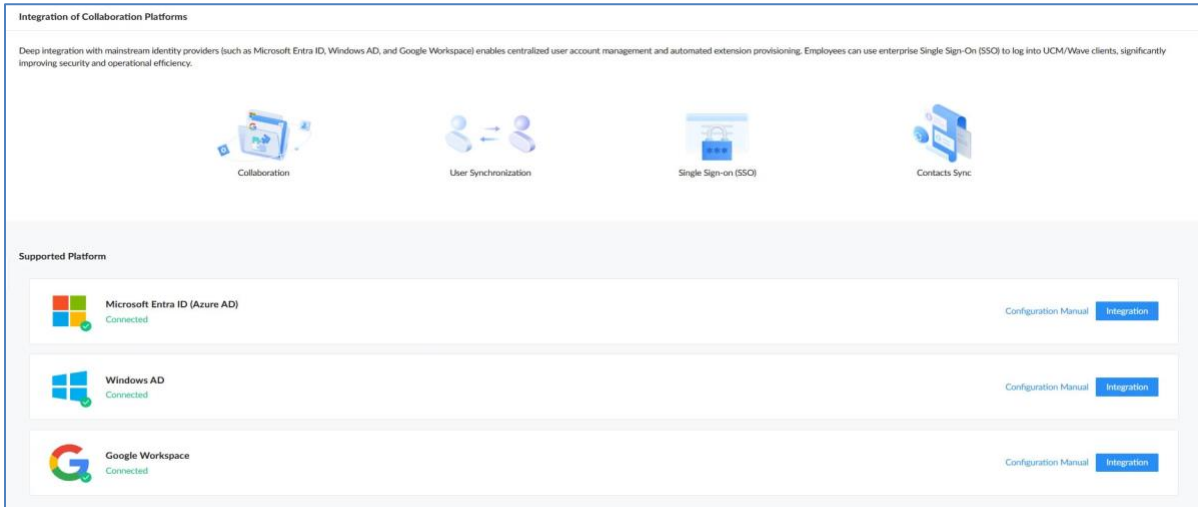 Integration of Collaboration Platforms
Deep integration with mainstream identity providers (such as Microsoft Entra ID, Windows AD, and Google Workspace) enables centralized user account management and automated extension provisioning. Employees can use enterprise Single Sign-On (SSO) to log into UCM/Wave clients, significantly
improving security and operational efficiency.
Collaboration
User Synchronization
Single Sign-on (SSO)
Contacts Sync
Supported Platform
Microsoft Entra ID (Azure AD)
Connected
Configuration Manual
Integration
Windows AD
Connected
Configuration Manual
Integration
Google Workspace
Connected
Configuration Manual
Integration